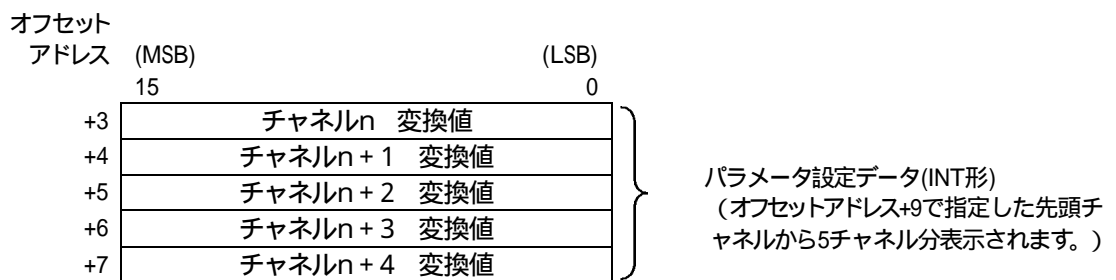 オフセット
アドレス (MSB) (LSB)
15 0
+3 チャネルn 変換値
+4 チャネルn + 1 変換値
+5 チャネルn + 2 変換値
+6 チャネルn + 3 変換値
+7 チャネルn + 4 変換値
パラメータ設定データ(INT形)
(オフセットアドレス+9で指定した先頭チ
ャネルから5チャネル分表示されます。)